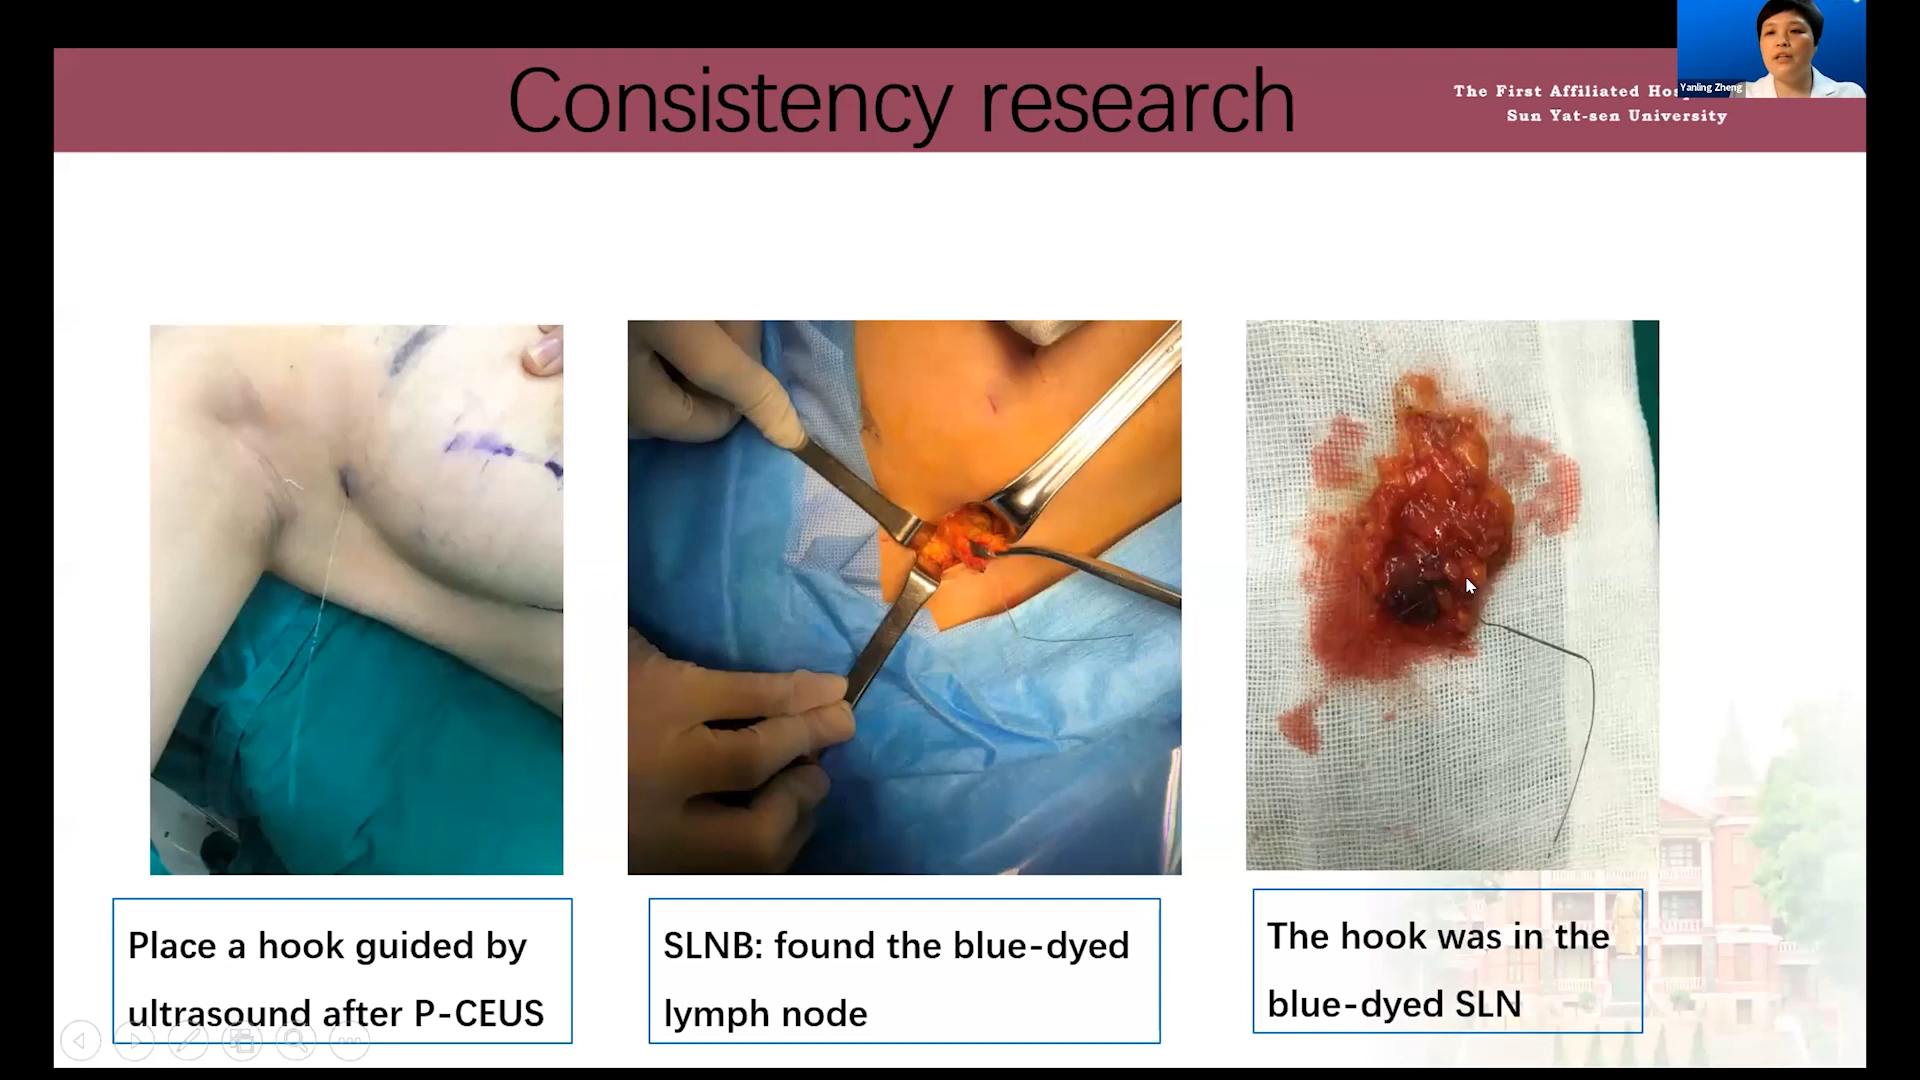 Consistency research
The First Affiliated
Sun Yat-sen University
Yanling Zheng
Place a hook guided by
ultrasound after P-CEUS
SLNB: found the blue-dyed
lymph node
The hook was in the
blue-dyed SLN